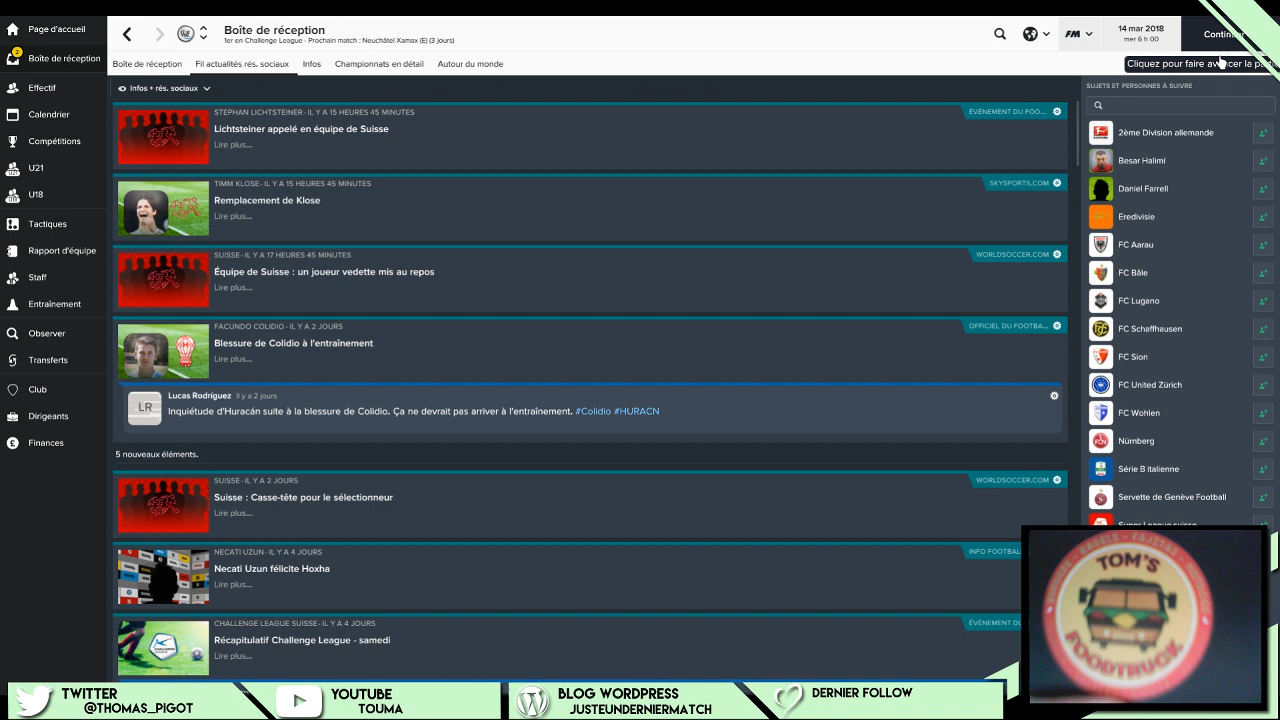 Page d'accueil
2
Boîte de réception
Effectif
Calendrier
Compétitions
U21
U18
Tactiques
Rapport d'équipe
Staff
Entraînement
Observer
Transferts
Club
Dirigeants
Finances
Boîte de réception
1er en Challenge League - Prochain match : Neuchâtel Xamax (E) (3 jours)
FM
14 mar 2018
mer 6 h 00
Cliquez pour faire
Boîte de réception
Fil actualités rés. sociaux
Infos
Championnats en détail
Autour du monde
Infos + rés. sociaux
STEPHAN LICHTSTEINER - IL Y A 15 HEURES 45 MINUTES
ÉVÉNEMENT DU FOO...
Lichtsteiner appelé en équipe de Suisse
Lire plus...
TIMM KLOSE - IL Y A 15 HEURES 45 MINUTES
SKYSPORTS.COM
Remplacement de Klose
Lire plus...
SUISSE - IL Y A 17 HEURES 45 MINUTES
WORLDSOCCER.COM
Équipe de Suisse : un joueur vedette mis au repos
Lire plus...
FACUNDO COLIDIO - IL Y A 2 JOURS
OFFICIEL DU FOOTBA...
Blessure de Colidio à l'entraînement
Lire plus...
LR
Lucas Rodríguez Il y a 2 jours
Inquiétude d'Huracán suite à la blessure de Colidio. Ça ne devrait pas arriver à l'entraînement. #Colidio #HURACN
5 nouveaux éléments.
SUISSE - IL Y A 2 JOURS
WORLDSOCCER.COM
Suisse : Casse-tête pour le sélectionneur
Lire plus...
NECATI UZUN - IL Y A 4 JOURS
INFO FOOTBAL
Necati Uzun félicite Hoxha
Lire plus...
CHALLENGE LEAGUE SUISSE - IL Y A 4 JOURS
ÉVÉNEMENT DU
Récapitulatif Challenge League - samedi
Lire plus...
SUJETS ET PERSONNES À SUIVRE
2ème Division allemande
Besar Halimi
Daniel Farrell
Eredivisie
FC Aarau
FC Bâle
FC Lugano
FC Schaffhausen
FC Sion
FC United Zürich
FC Wohlen
Nürnberg
Série B italienne
Servette de Genève Football
Super League suisse
TOM'S
FOODTRUCK
TWITTER
@THOMAS_PIGOT
YOUTUBE
TOUMA
BLOG WORDPRESS
JUSTEUNDERNIERMATCH
DERNIER FOLLOW